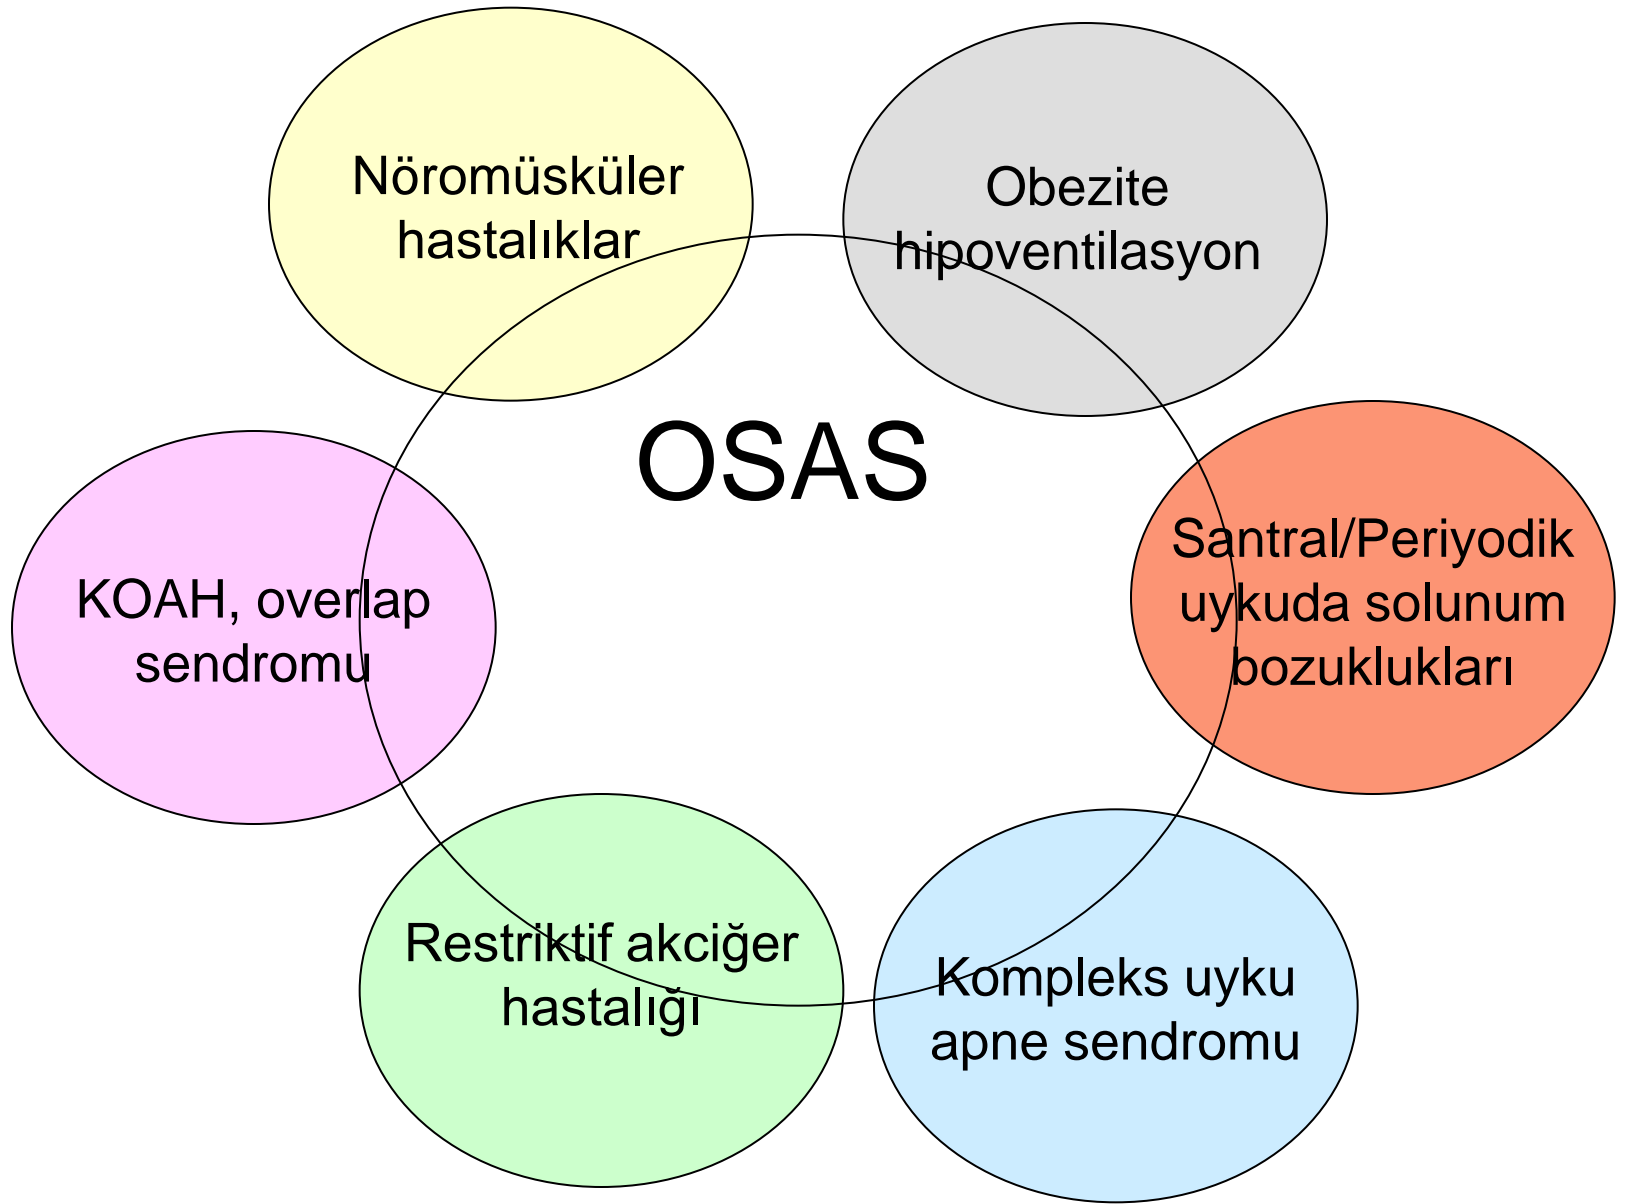 Nöromüsküler
hastalıklar
Obezite
hipoventilasyon
OSAS
Santral/Periyodik
uykuda solunum
bozuklukları
KOAH, overlap
sendromu
Restriktif akciğer
hastalığı
Kompleks uyku
apne sendromu